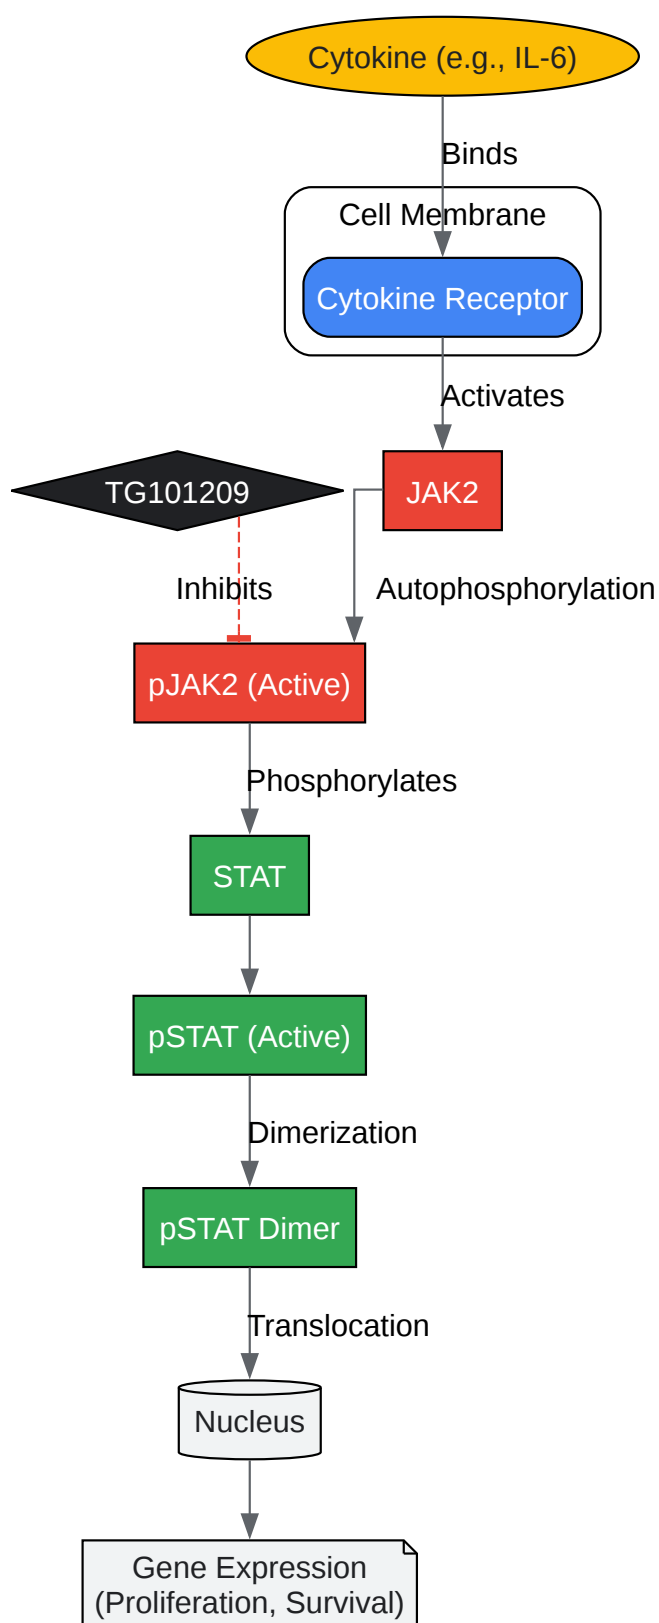 Cytokine (e.g., IL-6)
Binds
Cell Membrane
Cytokine Receptor
Activates
TG101209
JAK2
Inhibits
Autophosphorylation
pJAK2 (Active)
Phosphorylates
STAT
pSTAT (Active)
Dimerization
pSTAT Dimer
Translocation
Nucleus
Gene Expression
(Proliferation, Survival)